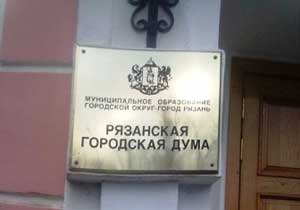 МУНИЦИПАЛЬНОЕ ОБРАЗОВАНИЕ
ГОРОДСКОЙ ОКРУГ-ГОРОД РЯЗАНЬ
РЯЗАНСКАЯ
ГОРОДСКАЯ ДУМА